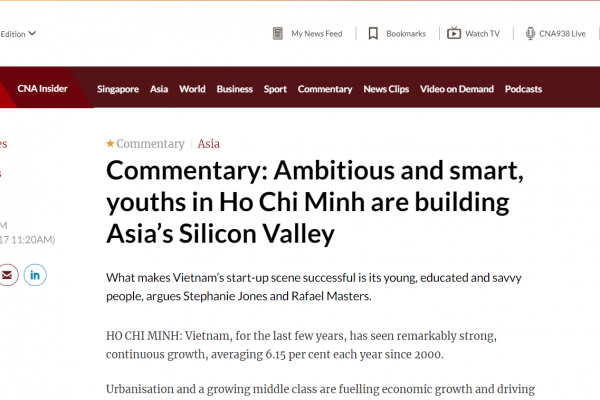 Edition
My News Feed
Bookmarks
Watch TV
CNA938 Live
CNA Insider
Singapore
Asia
World
Business
Sport
Commentary
News Clips
Video on Demand
Podcasts
Commentary
Asia
Commentary: Ambitious and smart,
youths in Ho Chi Minh are building
Asia's Silicon Valley
17 11:20AM)
in
What makes Vietnam's start-up scene successful is its young, educated and savvy
people, argues Stephanie Jones and Rafael Masters.
HO CHI MINH: Vietnam, for the last few years, has seen remarkably strong,
continuous growth, averaging 6.15 per cent each year since 2000.
Urbanisation and a growing middle class are fuelling economic growth and driving